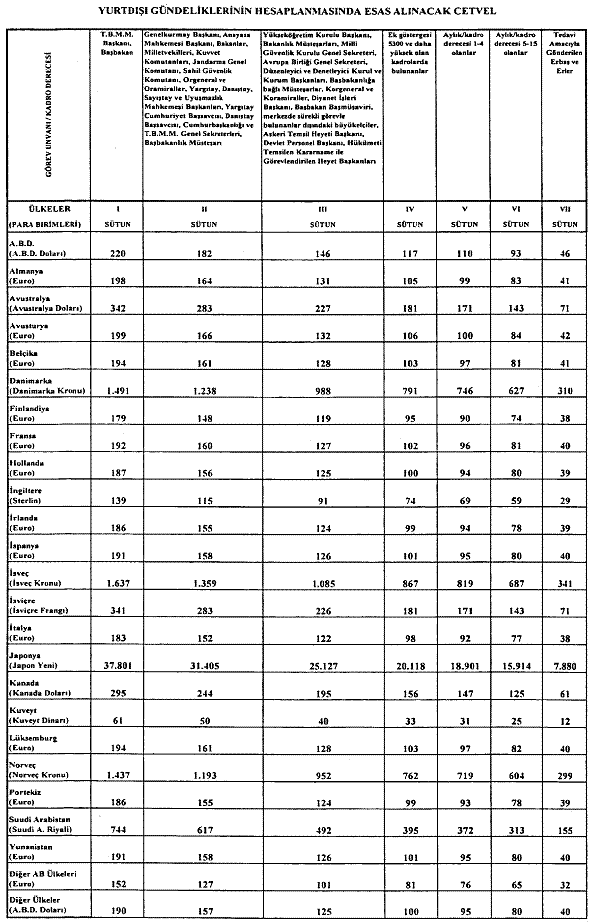 YURTDIŞI GÜNDELİKLERİNİN HESAPLANMASINDA ESAS ALINACAK CETVEL
GÖREV UNVANI / KADRO DERECESİ
T.B.M.M.
Başkanı,
Başbakan
Genelkurmay Başkanı, Anayasa
Mahkemesi Başkanı, Bakanlar,
Milletvekilleri, Kuvvet
Komutanları, Jandarma Genel
Komutanı, Sahil Güvenlik
Komutanı, Orgeneral ve
Oramiraller, Yargıtay, Danıştay,
Sayıştay ve Uyuşmazlık
Mahkemesi Başkanları, Yargıtay
Cumhuriyet Başsavcısı, Danıştay
Başsavcısı, Cumhurbaşkanlığı ve
T.B.M.M. Genel Sekreterleri,
Başbakanlık Müsteşarı
Yükseköğretim Kurulu Başkanı,
Bakanlık Müsteşarları, Milli
Güvenlik Kurulu Genel Sekreteri,
Avrupa Birliği Genel Sekreteri,
Düzenleyici ve Denetleyici Kurul ve
Kurum Başkanları, Başbakanlığa
bağlı Müsteşarlar, Korgeneral ve
Koramiraller, Diyanet İşleri
Başkanı, Başbakan Başmüşaviri,
merkezde sürekli görevle
bulunanlar dışındaki büyükelçiler,
Askeri Temsil Heyeti Başkanı,
Devlet Personel Başkanı, Hükümeti
Temsilen Kararname ile
Görevlendirilen Heyet Başkanları
Ek göstergesi
5300 ve daha
yüksek olan
kadrolarda
bulunanlar
Aylık/kadro
derecesi 1-4
olanlar
Aylık/kadro
derecesi 5-15
olanlar
Tedavi
Amacıyla
Gönderilen
Erbaş ve
Erler
ÜLKELER I II III IV V VI VII
(PARA BİRİMLERİ) SÜTUN SÜTUN SÜTUN SÜTUN SÜTUN SÜTUN SÜTUN
A.B.D.
(A.B.D. Doları) 220 182 146 117 110 93 46
Almanya
(Euro) 198 164 131 105 99 83 41
Avustralya
(Avustralya Doları) 342 283 227 181 171 143 71
Avusturya
(Euro) 199 166 132 106 100 84 42
Belçika
(Euro) 194 161 128 103 97 81 41
Danimarka
(Danimarka Kronu) 1.491 1.238 988 791 746 627 310
Finlandiya
(Euro) 179 148 119 95 90 74 38
Fransa
(Euro) 192 160 127 102 96 81 40
Hollanda
(Euro) 187 156 125 100 94 80 39
İngiltere
(Sterlin) 139 115 91 74 69 59 29
İrlanda
(Euro) 186 155 124 99 94 78 39
İspanya
(Euro) 191 158 126 101 95 80 40
İsveç
(İsveç Kronu) 1.637 1.359 1.085 867 819 687 341
İsviçre
(İsviçre Frangı) 341 283 226 181 171 143 71
İtalya
(Euro) 183 152 122 98 92 77 38
Japonya
(Japon Yeni) 37.801 31.405 25.127 20.118 18.901 15.914 7.880
Kanada
(Kanada Doları) 295 244 195 156 147 125 61
Kuveyt
(Kuveyt Dinarı) 61 50 40 33 31 25 12
Lüksemburg
(Euro) 194 161 128 103 97 82 40
Norveç
(Norveç Kronu) 1.437 1.193 952 762 719 604 299
Portekiz
(Euro) 186 155 124 99 93 78 39
Suudi Arabistan
(Suudi A. Riyali) 744 617 492 395 372 313 155
Yunanistan
(Euro) 191 158 126 101 95 80 40
Diğer AB Ülkeleri
(Euro) 152 127 101 81 76 65 32
Diğer Ülkeler
(A.B.D. Doları) 190 157 125 100 95 80 40